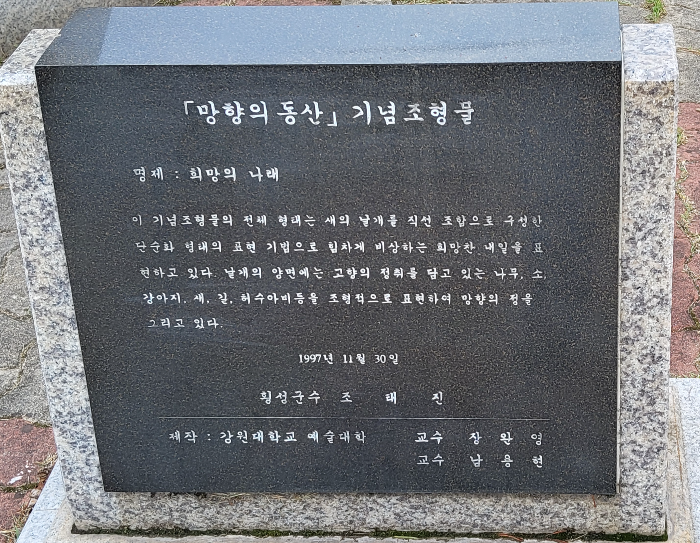 「망향의 동산」 기념조형물
명제 : 희망의 나래
이 기념조형물의 전체 형태는 새의 날개를 직선 조합으로 구성한
단순화 형태의 표현 기법으로 힘차게 비상하는 희망찬 내일을 표
현하고 있다. 날개의 양면에는 고향의 정취를 담고 있는 나무, 소,
강아지, 새, 길, 허수아비등을 조형적으로 표현하여 망향의 정을
그리고 있다.
1997년 11월 30일
횡성군수 조 태 진
제작 : 강원대학교 예술대학 교수 장 완 영
교수 남 용 현